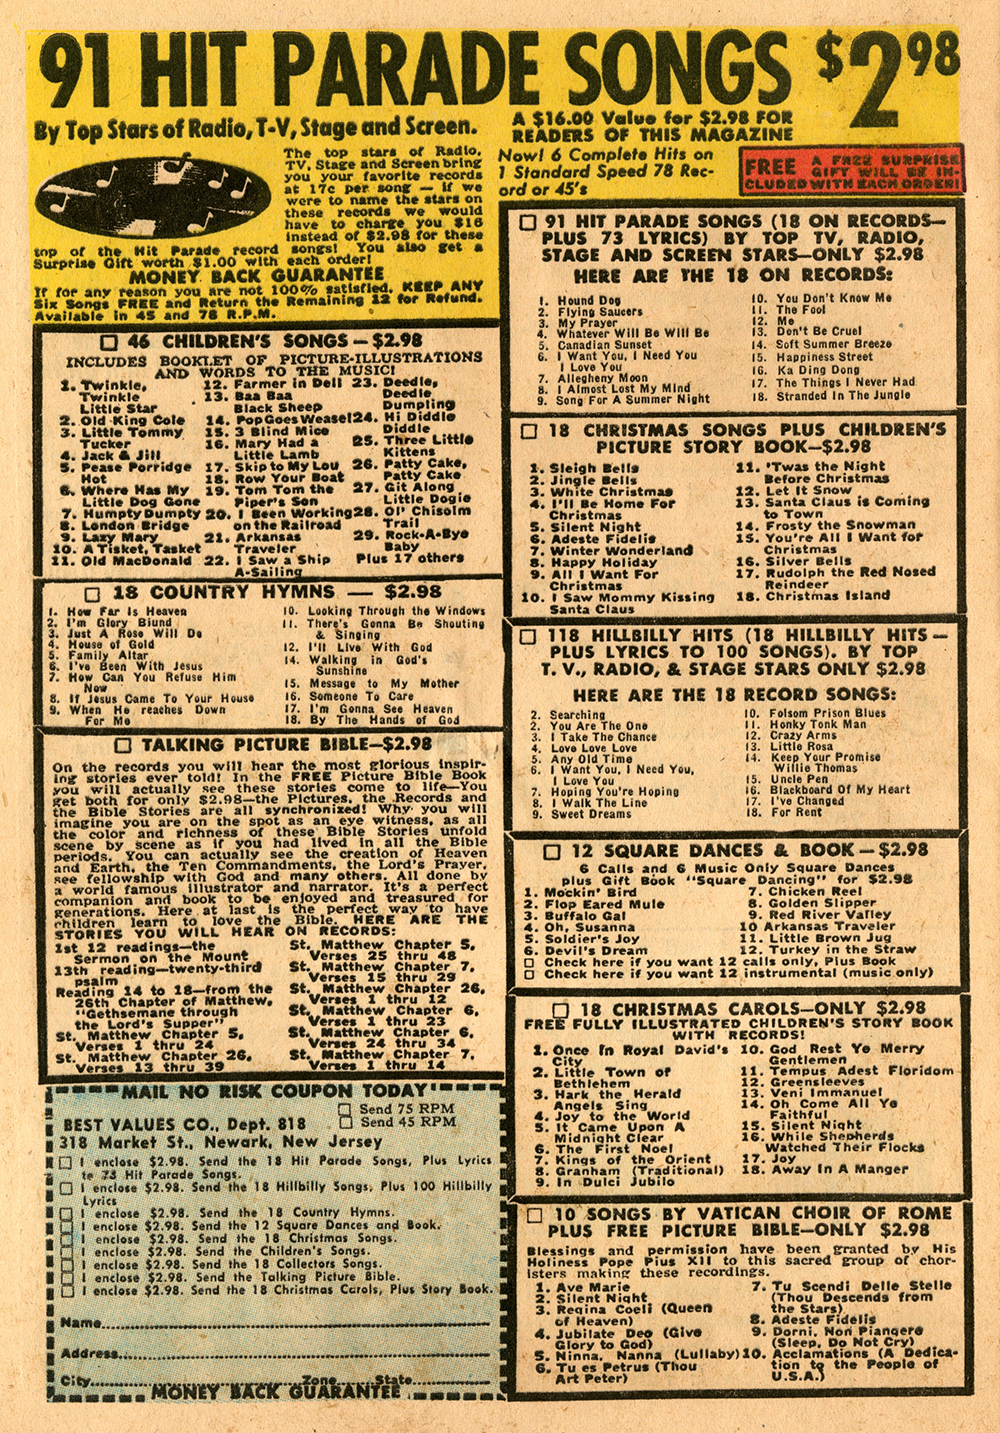 91 HIT PARADE SONGS $2.98
By Top Stars of Radio, T-V, Stage and Screen.
A $16.00 Value for $2.98 FOR
READERS OF THIS MAGAZINE
The top stars of Radio,
TV, Stage and Screen bring
you your favorite records
at 17c per song — if we
were to name the stars on
these records we would
have to charge you $16
instead of $2.98 for these
top of the Hit Parade record songs! You also get a
Surprise Gift worth $1.00 with each order!
MONEY BACK GUARANTEE
If for any reason you are not 100% satisfied, KEEP ANY
Six Songs FREE and Return the Remaining 12 for Refund.
Available in 45 and 78 R.P.M.
Now! 6 Complete Hits on
1 Standard Speed 78 Rec-
ord or 45's
FREE A FREE SURPRISE
GIFT WILL BE IN-
CLUDED WITH EACH ORDER!
46 CHILDREN'S SONGS — $2.98
INCLUDES BOOKLET OF PICTURE-ILLUSTRATIONS
AND WORDS TO THE MUSIC!
1. Twinkle,
Twinkle
Little Star
2. Old King Cole
3. Little Tommy
Tucker
4. Jack & Jill
5. Pease Porridge
Hot
6. Where Has My
Little Dog Gone
7. Humpty Dumpty
8. London Bridge
9. Lazy Mary
10. A Tisket, Tasket
11. Old MacDonald
12. Farmer in Dell
13. Baa Baa
Black Sheep
14. Pop Goes Weasel
15. 3 Blind Mice
16. Mary Had a
Little Lamb
17. Skip to My Lou
18. Row Your Boat
19. Tom Tom the
Piper's Son
20. I Been Working
on the Railroad
21. Arkansas
Traveler
22. I Saw a Ship
A-Sailing
23. Deedle,
Deedle
Dumpling
24. Hi Diddle
Diddle
25. Three Little
Kittens
26. Patty Cake,
Patty Cake
27. Git Along
Little Dogie
28. Ol' Chisolm
Trail
29. Rock-A-Bye
Baby
Plus 17 others
18 COUNTRY HYMNS — $2.98
1. How Far Is Heaven
2. I'm Glory Blund
3. Just A Rose Will Do
4. House of Gold
5. Family Altar
6. I've Been With Jesus
7. How Can You Refuse Him
Now
8. If Jesus Came To Your House
9. When He reaches Down
For Me
10. Looking Through the Windows
11. There's Gonna Be Shouting
& Singing
12. I'll Live With God
14. Walking in God's
Sunshine
15. Message to My Mother
16. Someone To Care
17. I'm Gonna See Heaven
18. By The Hands of God
TALKING PICTURE BIBLE—$2.98
On the records you will hear the most glorious inspir-
ing stories ever told! In the FREE Picture Bible Book
you will actually see these stories come to life—You
get both for only $2.98—the Pictures, the Records and
the Bible Stories are all synchronized! Why you will
imagine you are on the spot as an eye witness, as all
the color and richness of these Bible Stories unfold
scene by scene as if you had lived in all the Bible
periods. You can actually see the creation of Heaven
and Earth, the Ten Commandments, the Lord's Prayer,
see fellowship with God and many others. All done by
a world famous illustrator and narrator. It's a perfect
companion and book to be enjoyed and treasured for
generations. Here at last is the perfect way to have
children learn to love the Bible. HERE ARE THE
STORIES YOU WILL HEAR ON RECORDS:
1st 12 readings—the
Sermon on the Mount
13th reading—twenty-third
psalm
Reading 14 to 18—from the
26th Chapter of Matthew,
"Gethsemane through
the Lord's Supper"
St. Matthew Chapter 5,
Verses 1 thru 24
St. Matthew Chapter 26,
Verses 13 thru 39
St. Matthew Chapter 5,
Verses 25 thru 48
St. Matthew Chapter 7,
Verses 15 thru 29
St. Matthew Chapter 26,
Verses 1 thru 12
St. Matthew Chapter 6,
Verses 1 thru 23
St. Matthew Chapter 6,
Verses 24 thru 34
St. Matthew Chapter 7,
Verses 1 thru 14
MAIL NO RISK COUPON TODAY
BEST VALUES CO., Dept. 818
318 Market St., Newark, New Jersey
Send 75 RPM
Send 45 RPM
I enclose $2.98. Send the 18 Hit Parade Songs, Plus Lyrics
to 73 Hit Parade Songs.
I enclose $2.98. Send the 18 Hillbilly Songs, Plus 100 Hillbilly
Lyrics
I enclose $2.98. Send the 18 Country Hymns.
I enclose $2.98. Send the 12 Square Dances and Book.
I enclose $2.98. Send the 18 Christmas Songs.
I enclose $2.98. Send the Children's Songs.
I enclose $2.98. Send the 18 Collectors Songs.
I enclose $2.98. Send the Talking Picture Bible.
I enclose $2.98. Send the 18 Christmas Carols, Plus Story Book.
Name
Address
City Zone State
MONEY BACK GUARANTEE
91 HIT PARADE SONGS (18 ON RECORDS—
PLUS 73 LYRICS) BY TOP TV, RADIO,
STAGE AND SCREEN STARS—ONLY $2.98
HERE ARE THE 18 ON RECORDS:
1. Hound Dog
2. Flying Saucers
3. My Prayer
4. Whatever Will Be Will Be
5. Canadian Sunset
6. I Want You, I Need You
I Love You
7. Allegheny Moon
8. I Almost Lost My Mind
9. Song For A Summer Night
10. You Don't Know Me
11. The Fool
12. Me
13. Don't Be Cruel
14. Soft Summer Breeze
15. Happiness Street
16. Ka Ding Dong
17. The Things I Never Had
18. Stranded In The Jungle
18 CHRISTMAS SONGS PLUS CHILDREN'S
PICTURE STORY BOOK—$2.98
1. Sleigh Bells
2. Jingle Bells
3. White Christmas
4. I'll Be Home For
Christmas
5. Silent Night
6. Adeste Fidelis
7. Winter Wonderland
8. Happy Holiday
9. All I Want For
Christmas
10. I Saw Mommy Kissing
Santa Claus
11. 'Twas the Night
Before Christmas
12. Let It Snow
13. Santa Claus is Coming
to Town
14. Frosty the Snowman
15. You're All I Want for
Christmas
16. Silver Bells
17. Rudolph the Red Nosed
Reindeer
18. Christmas Island
118 HILLBILLY HITS (18 HILLBILLY HITS —
PLUS LYRICS TO 100 SONGS). BY TOP
T. V., RADIO, & STAGE STARS ONLY $2.98
HERE ARE THE 18 RECORD SONGS:
2. Searching
2. You Are The One
3. I Take The Chance
4. Love Love Love
5. Any Old Time
6. I Want You, I Need You,
I Love You
7. Hoping You're Hoping
8. I Walk The Line
9. Sweet Dreams
10. Folsom Prison Blues
11. Honky Tonk Man
12. Crazy Arms
13. Little Rosa
14. Keep Your Promise
Willie Thomas
15. Uncle Pen
16. Blackboard Of My Heart
17. I've Changed
18. For Rent
12 SQUARE DANCES & BOOK — $2.98
6 Calls and 6 Music Only Square Dances
plus Gift Book "Square Dancing" for $2.98
1. Mockin' Bird
2. Flop Eared Mule
3. Buffalo Gal
4. Oh, Susanna
5. Soldier's Joy
6. Devil's Dream
7. Chicken Reel
8. Golden Slipper
9. Red River Valley
10 Arkansas Traveler
11. Little Brown Jug
12. Turkey in the Straw
Check here if you want 12 calls only, Plus Book
Check here if you want 12 instrumental (music only)
18 CHRISTMAS CAROLS—ONLY $2.98
FREE FULLY ILLUSTRATED CHILDREN'S STORY BOOK
WITH RECORDS!
1. Once In Royal David's
City
2. Little Town of
Bethlehem
3. Hark the Herald
Angels Sing
4. Joy to the World
5. It Came Upon A
Midnight Clear
6. The First Noel
7. Kings of the Orient
8. Granham (Traditional)
9. In Dulci Jubilo
10. God Rest Ye Merry
Gentlemen
11. Tempus Adest Floridom
12. Greensleeves
13. Veni Immanuel
14. Oh Come All Ye
Faithful
15. Silent Night
16. While Shepherds
Watched Their Flocks
17. Joy
18. Away In A Manger
10 SONGS BY VATICAN CHOIR OF ROME
PLUS FREE PICTURE BIBLE—ONLY $2.98
Blessings and permission have been granted by His
Holiness Pope Pius XII to this sacred group of chor-
isters making these recordings.
1. Ave Marie
2. Silent Night
3. Regina Coeli (Queen
of Heaven)
4. Jubilate Deo (Give
Glory to God)
5. Ninna, Nanna (Lullaby)
6. Tu es Petrus (Thou
Art Peter)
7. Tu Scendi Delle Stelle
(Thou Descends from
the Stars)
8. Adeste Fidelis
9. Dorni, Non Piangere
(Sleep, Do Not Cry)
10. Acclamations (A Dedica-
tion to the People of
U.S.A.)